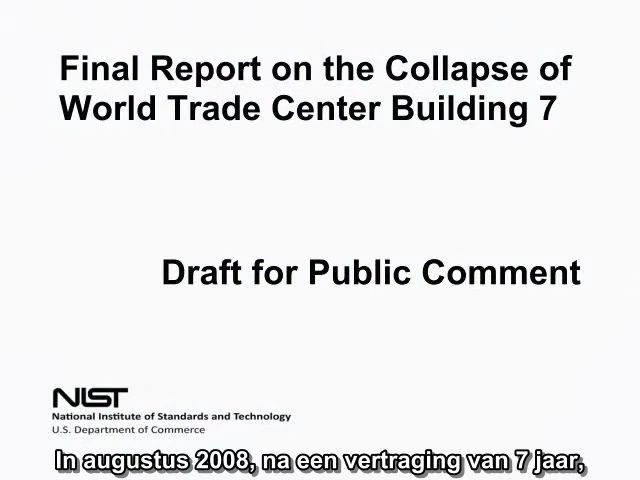 Final Report on the Collapse of
World Trade Center Building 7
Draft for Public Comment
NIST
National Institute of Standards and Technology
U.S. Department of Commerce
In augustus 2008, na een vertraging van 7 jaar,